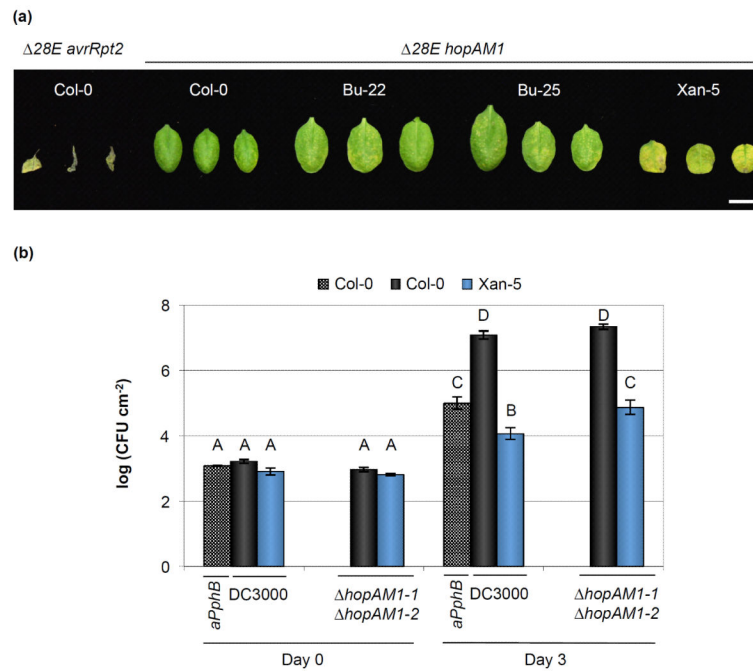 (a)
Δ28E avrRpt2 Δ28E hopAM1
Col-0 Col-0 Bu-22 Bu-25 Xan-5
(b)
Col-0 Col-0 Xan-5
8
6
4
2
0
log (CFU cm-2)
D D
C C
B
A A A A A
aPphB DC3000 ΔhopAM1-1 aPphB DC3000 ΔhopAM1-1
ΔhopAM1-2 ΔhopAM1-2
Day 0 Day 3